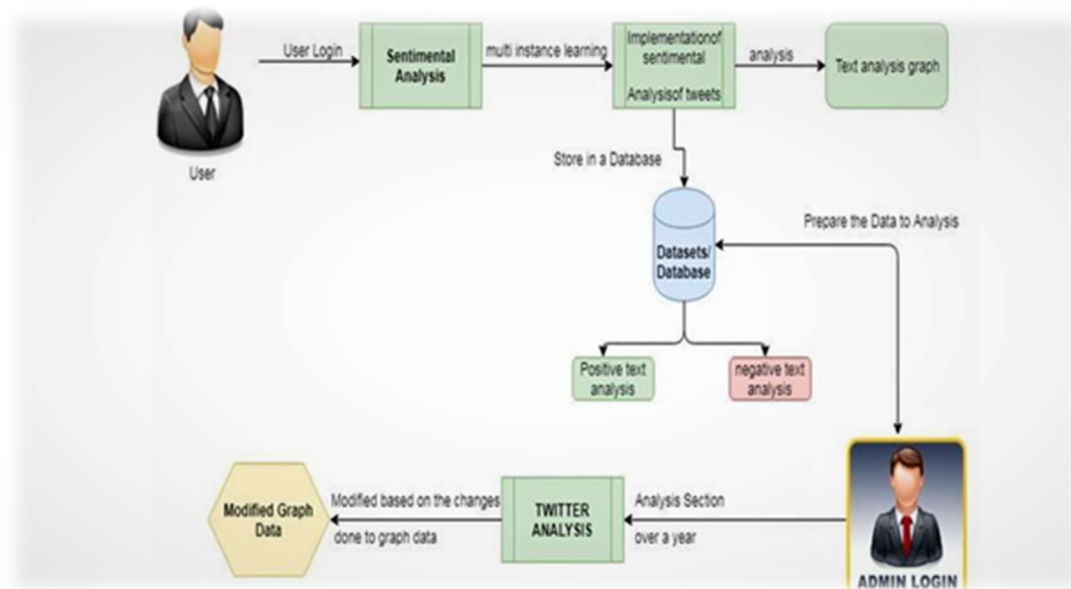 User Login
Sentimental
Analysis
multi instance learning
Implementationof
sentimental
Analysisof tweets
analysis
Text analysis graph
User
Store in a Database
Datasets/
Database
Prepare the Data to Analysis
Positive text
analysis
negative text
analysis
Modified Graph
Data
Modified based on the changes
done to graph data
TWITTER
ANALYSIS
Analysis Section
over a year
ADMIN LOGIN